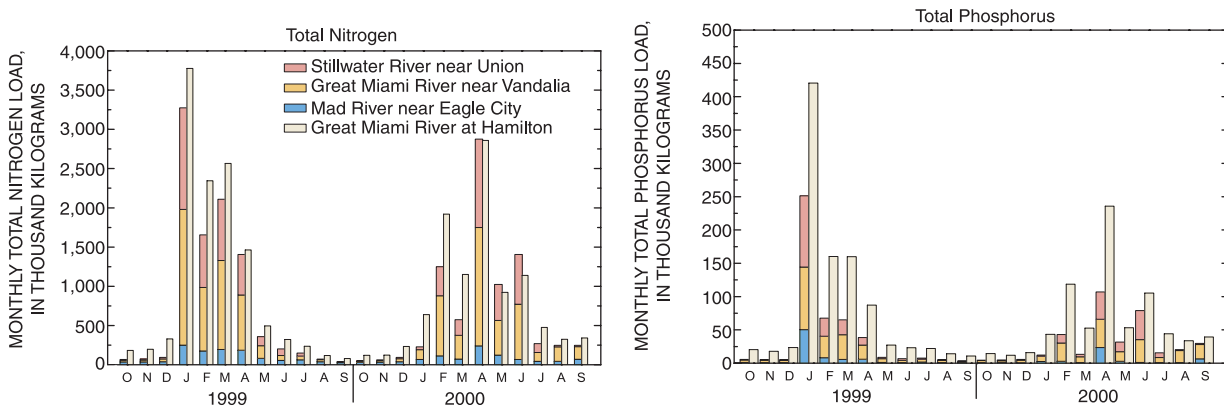 Total Nitrogen
MONTHLY TOTAL NITROGEN LOAD,
IN THOUSAND KILOGRAMS
4,000
3,500
3,000
2,500
2,000
1,500
1,000
500
0
Stillwater River near Union
Great Miami River near Vandalia
Mad River near Eagle City
Great Miami River at Hamilton
O N D J F M A M J J A S O N D J F M A M J J A S
1999 2000
Total Phosphorus
MONTHLY TOTAL PHOSPHORUS LOAD,
IN THOUSAND KILOGRAMS
500
450
400
350
300
250
200
150
100
50
0
O N D J F M A M J J A S O N D J F M A M J J A S
1999 2000